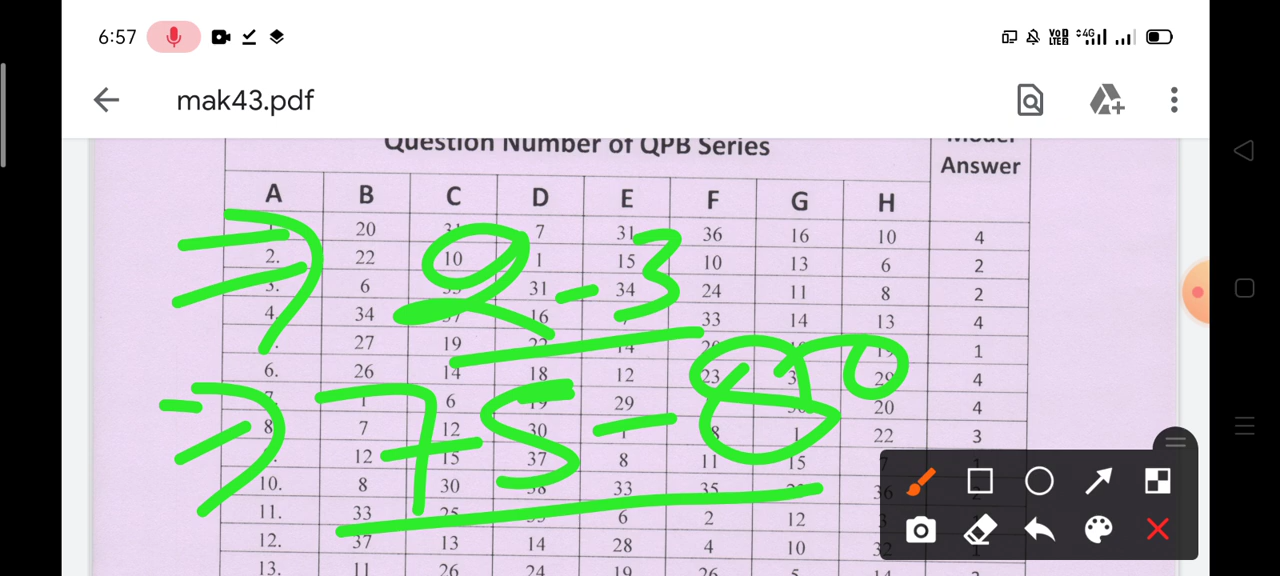 6:57 VoD LTE2 4G
mak43.pdf
Question Number of QPB Series
Answer
A B C D E F G H
20 7 31 36 16 10 4
2. 22 10 1 15 10 13 6 2
3. 6 31 34 24 11 8 2
4. 34 16 33 14 13 4
27 19 14 1
6. 26 14 18 12 23 29 4
6 29 20 4
8 7 12 30 8 1 22 3
12 15 37 8 11 15
10. 8 30 33 35
11. 33 6 2 12
12. 37 13 14 28 4 10
13. 11 26 24 19 26
2-3
75-80